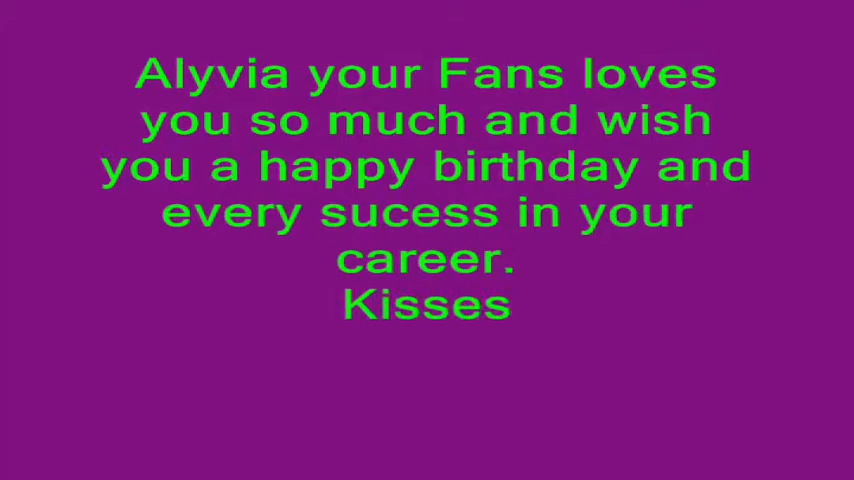 Alyvia your Fans loves
you so much and wish
you a happy birthday and
every sucess in your
career.
Kisses